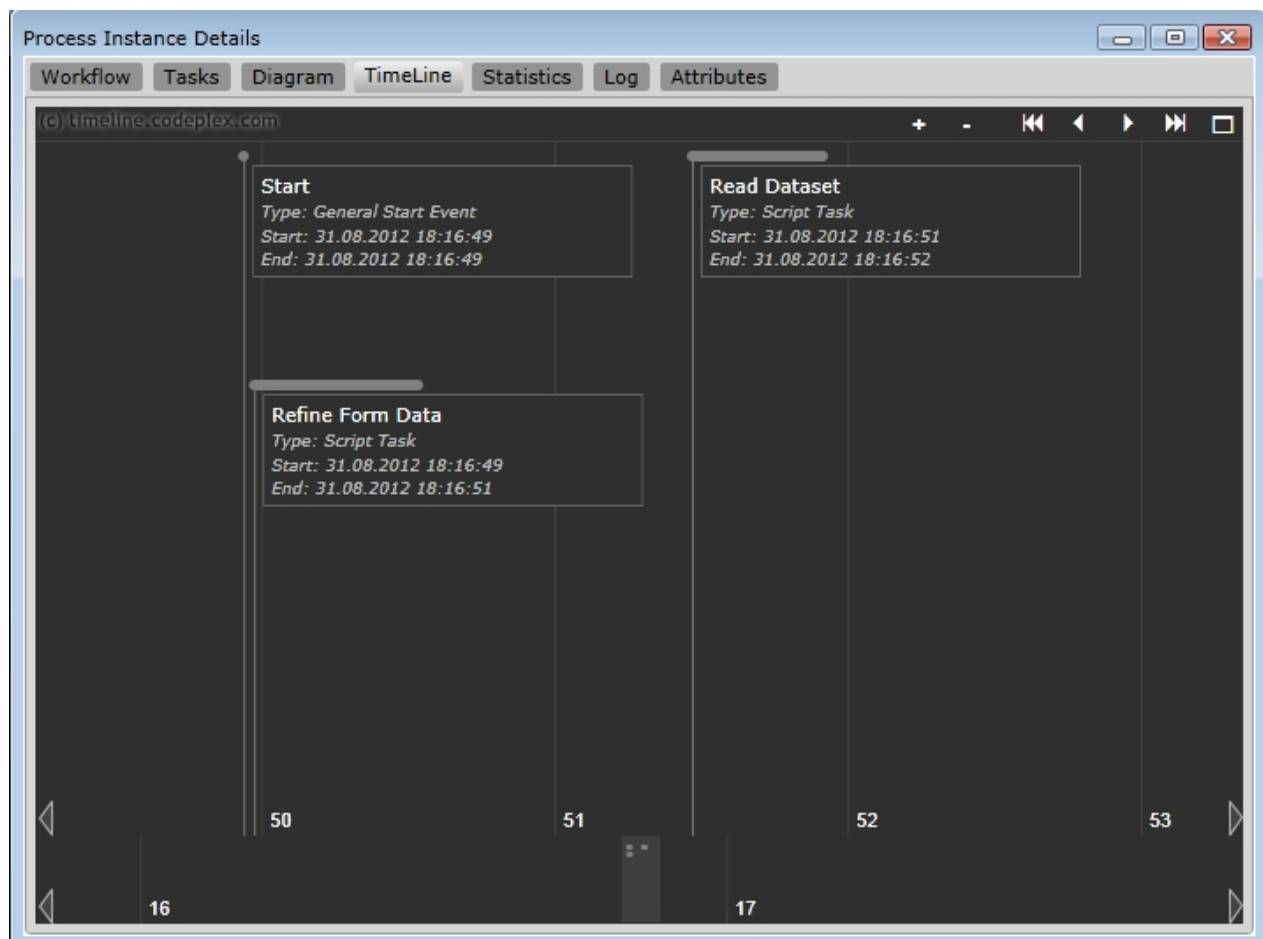 Process Instance Details
Workflow Tasks Diagram TimeLine Statistics Log Attributes
(c) timeline.codeplex.com
+ -
Start
Type: General Start Event
Start: 31.08.2012 18:16:49
End: 31.08.2012 18:16:49
Read Dataset
Type: Script Task
Start: 31.08.2012 18:16:51
End: 31.08.2012 18:16:52
Refine Form Data
Type: Script Task
Start: 31.08.2012 18:16:49
End: 31.08.2012 18:16:51
50 51 52 53
16 17